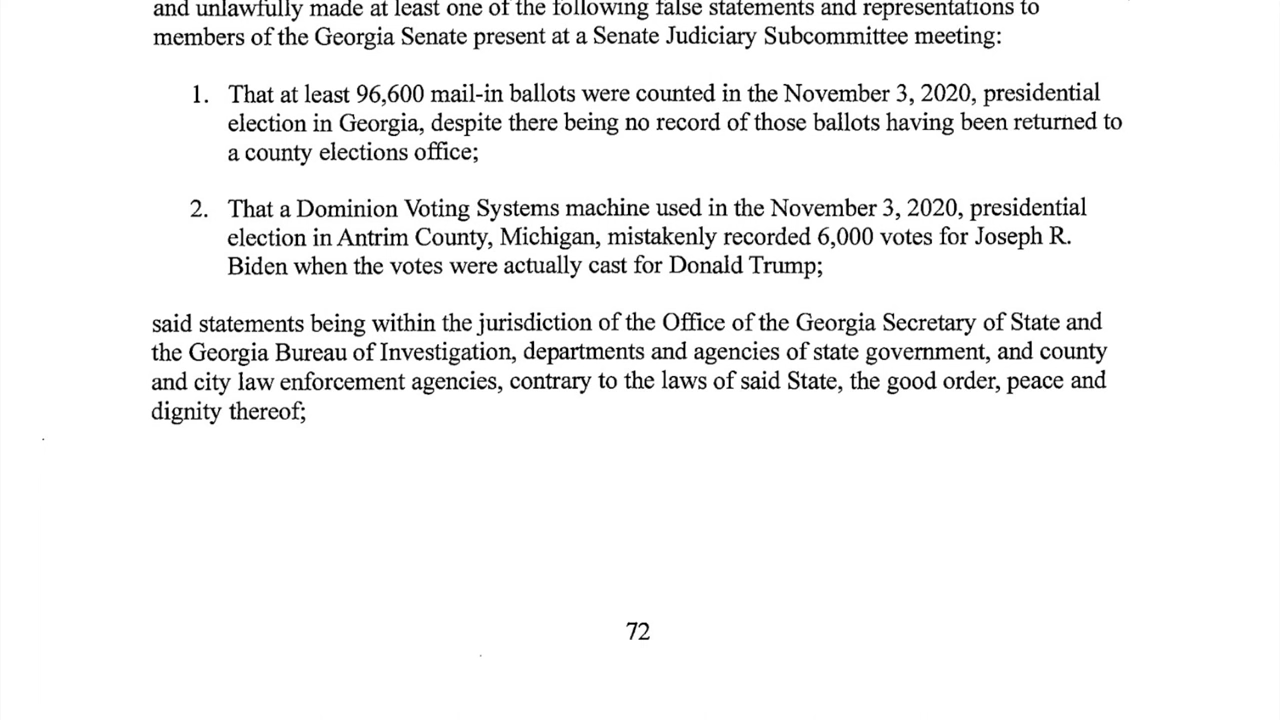 and unlawfully made at least one of the following false statements and representations to
members of the Georgia Senate present at a Senate Judiciary Subcommittee meeting:
1. That at least 96,600 mail-in ballots were counted in the November 3, 2020, presidential
election in Georgia, despite there being no record of those ballots having been returned to
a county elections office;
2. That a Dominion Voting Systems machine used in the November 3, 2020, presidential
election in Antrim County, Michigan, mistakenly recorded 6,000 votes for Joseph R.
Biden when the votes were actually cast for Donald Trump;
said statements being within the jurisdiction of the Office of the Georgia Secretary of State and
the Georgia Bureau of Investigation, departments and agencies of state government, and county
and city law enforcement agencies, contrary to the laws of said State, the good order, peace and
dignity thereof;
72